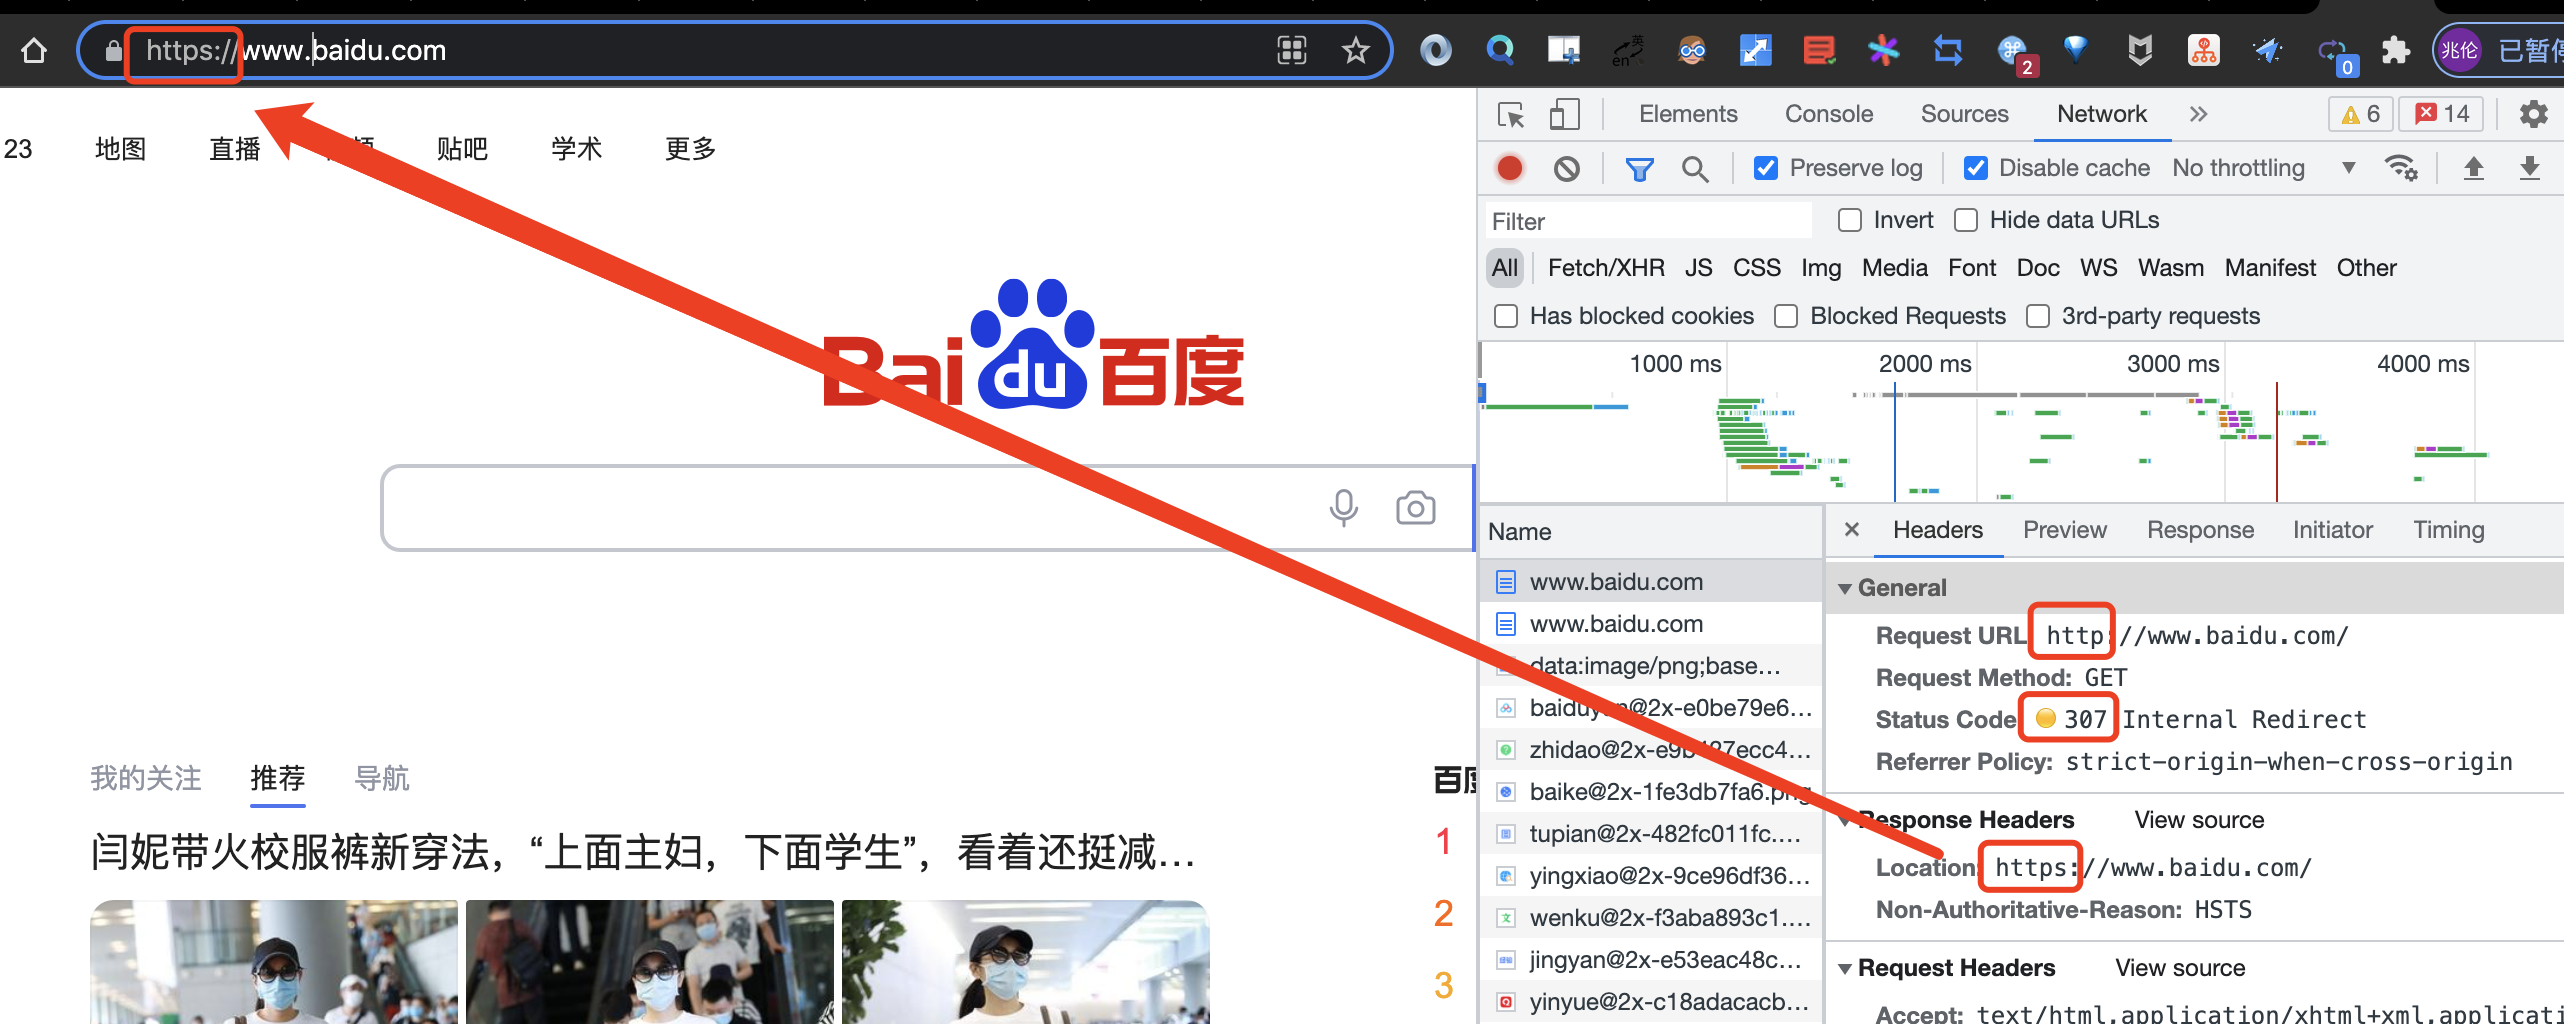 https://www.baidu.com
英
en
2
0
兆伦
已暂停
23
地图
直播
贴吧
学术
更多
Bai du 百度
我的关注
推荐
导航
闫妮带火校服裤新穿法，“上面主妇，下面学生”，看着还挺减...
百度
1
2
3
Elements
Console
Sources
Network
6
14
Preserve log
Disable cache
No throttling
Filter
Invert
Hide data URLs
All
Fetch/XHR
JS
CSS
Img
Media
Font
Doc
WS
Wasm
Manifest
Other
Has blocked cookies
Blocked Requests
3rd-party requests
1000 ms
2000 ms
3000 ms
4000 ms
Name
www.baidu.com
www.baidu.com
data:image/png;base...
baiduyun@2x-e0be79e6...
zhidao@2x-e9b427ecc4...
baike@2x-1fe3db7fa6.png
tupian@2x-482fc011fc....
yingxiao@2x-9ce96df36...
wenku@2x-f3aba893c1....
jingyan@2x-e53eac48c...
yinyue@2x-c18adacacb...
Headers
Preview
Response
Initiator
Timing
General
Request URL: http://www.baidu.com/
Request Method: GET
Status Code: 307 Internal Redirect
Referrer Policy: strict-origin-when-cross-origin
Response Headers
View source
Location: https://www.baidu.com/
Non-Authoritative-Reason: HSTS
Request Headers
View source
Accept: text/html,application/xhtml+xml,applicati